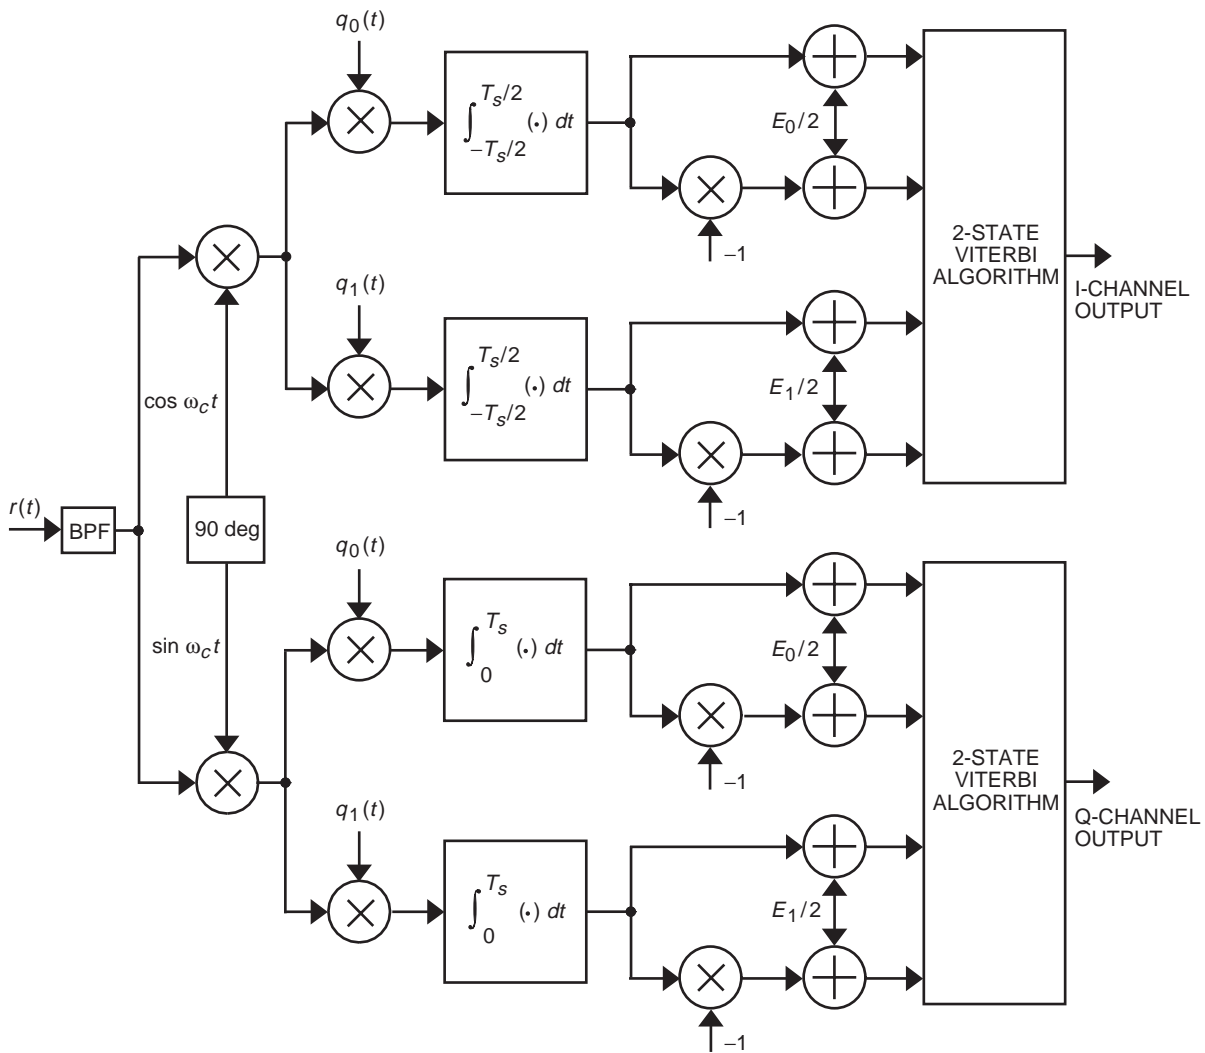 q0(t)
∫_{–Ts/2}^{Ts/2} (•) dt
E0/2
–1
q1(t)
∫_{–Ts/2}^{Ts/2} (•) dt
E1/2
–1
2-STATE
VITERBI
ALGORITHM
I-CHANNEL
OUTPUT
cos ωct
r(t)
BPF
90 deg
sin ωct
q0(t)
∫_{0}^{Ts} (•) dt
E0/2
–1
q1(t)
∫_{0}^{Ts} (•) dt
E1/2
–1
2-STATE
VITERBI
ALGORITHM
Q-CHANNEL
OUTPUT